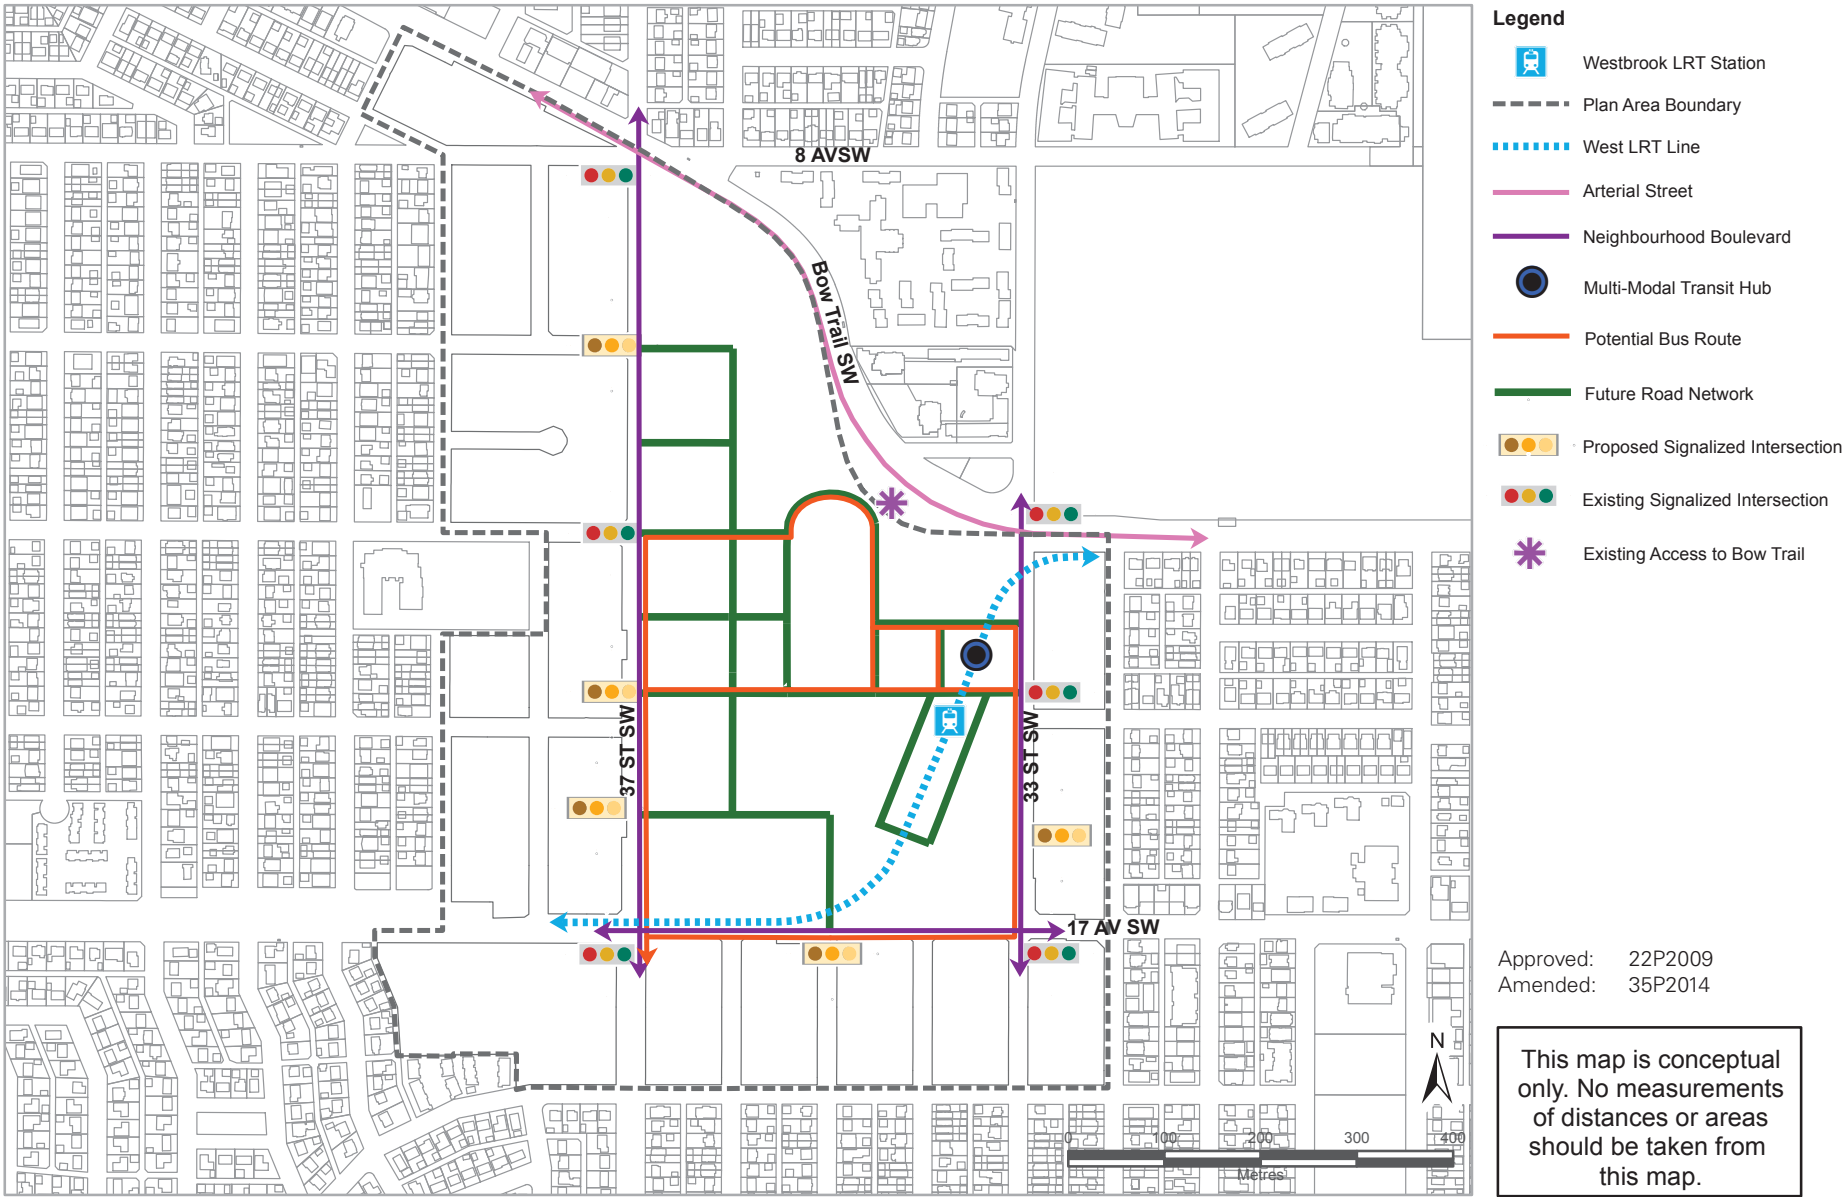 8 AVSW
Bow Trail SW
37 ST SW
33 ST SW
17 AV SW
Legend
Westbrook LRT Station
Plan Area Boundary
West LRT Line
Arterial Street
Neighbourhood Boulevard
Multi-Modal Transit Hub
Potential Bus Route
Future Road Network
Proposed Signalized Intersection
Existing Signalized Intersection
Existing Access to Bow Trail
Approved: 22P2009
Amended: 35P2014
N
0 100 200 300 400
Metres
This map is conceptual
only. No measurements
of distances or areas
should be taken from
this map.